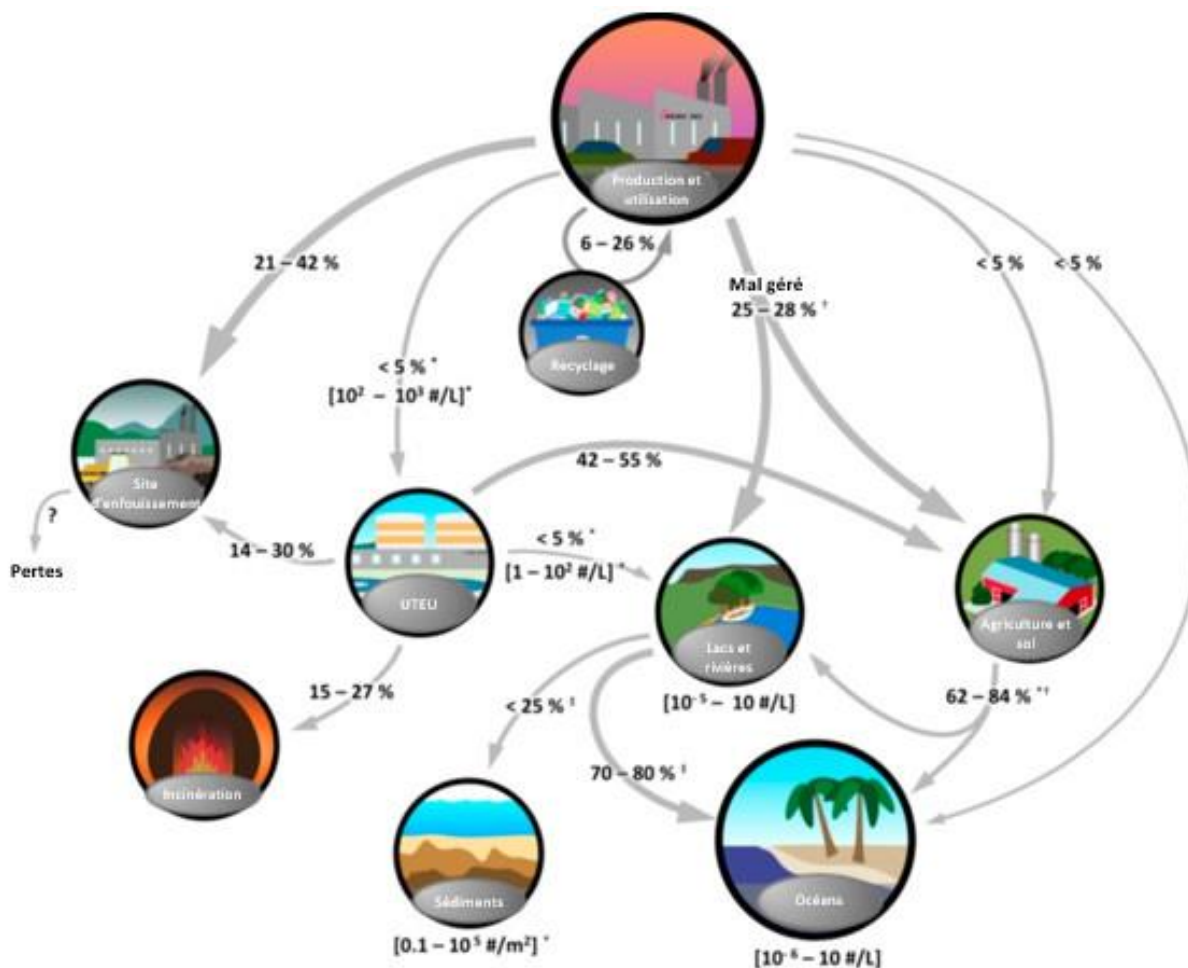 Production et
utilisation
6 – 26 %
21 – 42 %
< 5 %
< 5 %
Mal géré
25 – 28 % †
Recyclage
< 5 % *
[10² – 10³ #/L]*
42 – 55 %
Site
d'enfouissement
?
Pertes
14 – 30 %
< 5 % *
[1 – 10² #/L] *
UTEU
Agriculture et
sol
Lacs et
rivières
[10⁻⁵ – 10 #/L]
62 – 84 % *†
15 – 27 %
< 25 % ‡
70 – 80 % ‡
Incinération
Sédiments
[0.1 – 10⁵ #/m²] *
Océans
[10⁻⁶ – 10 #/L]